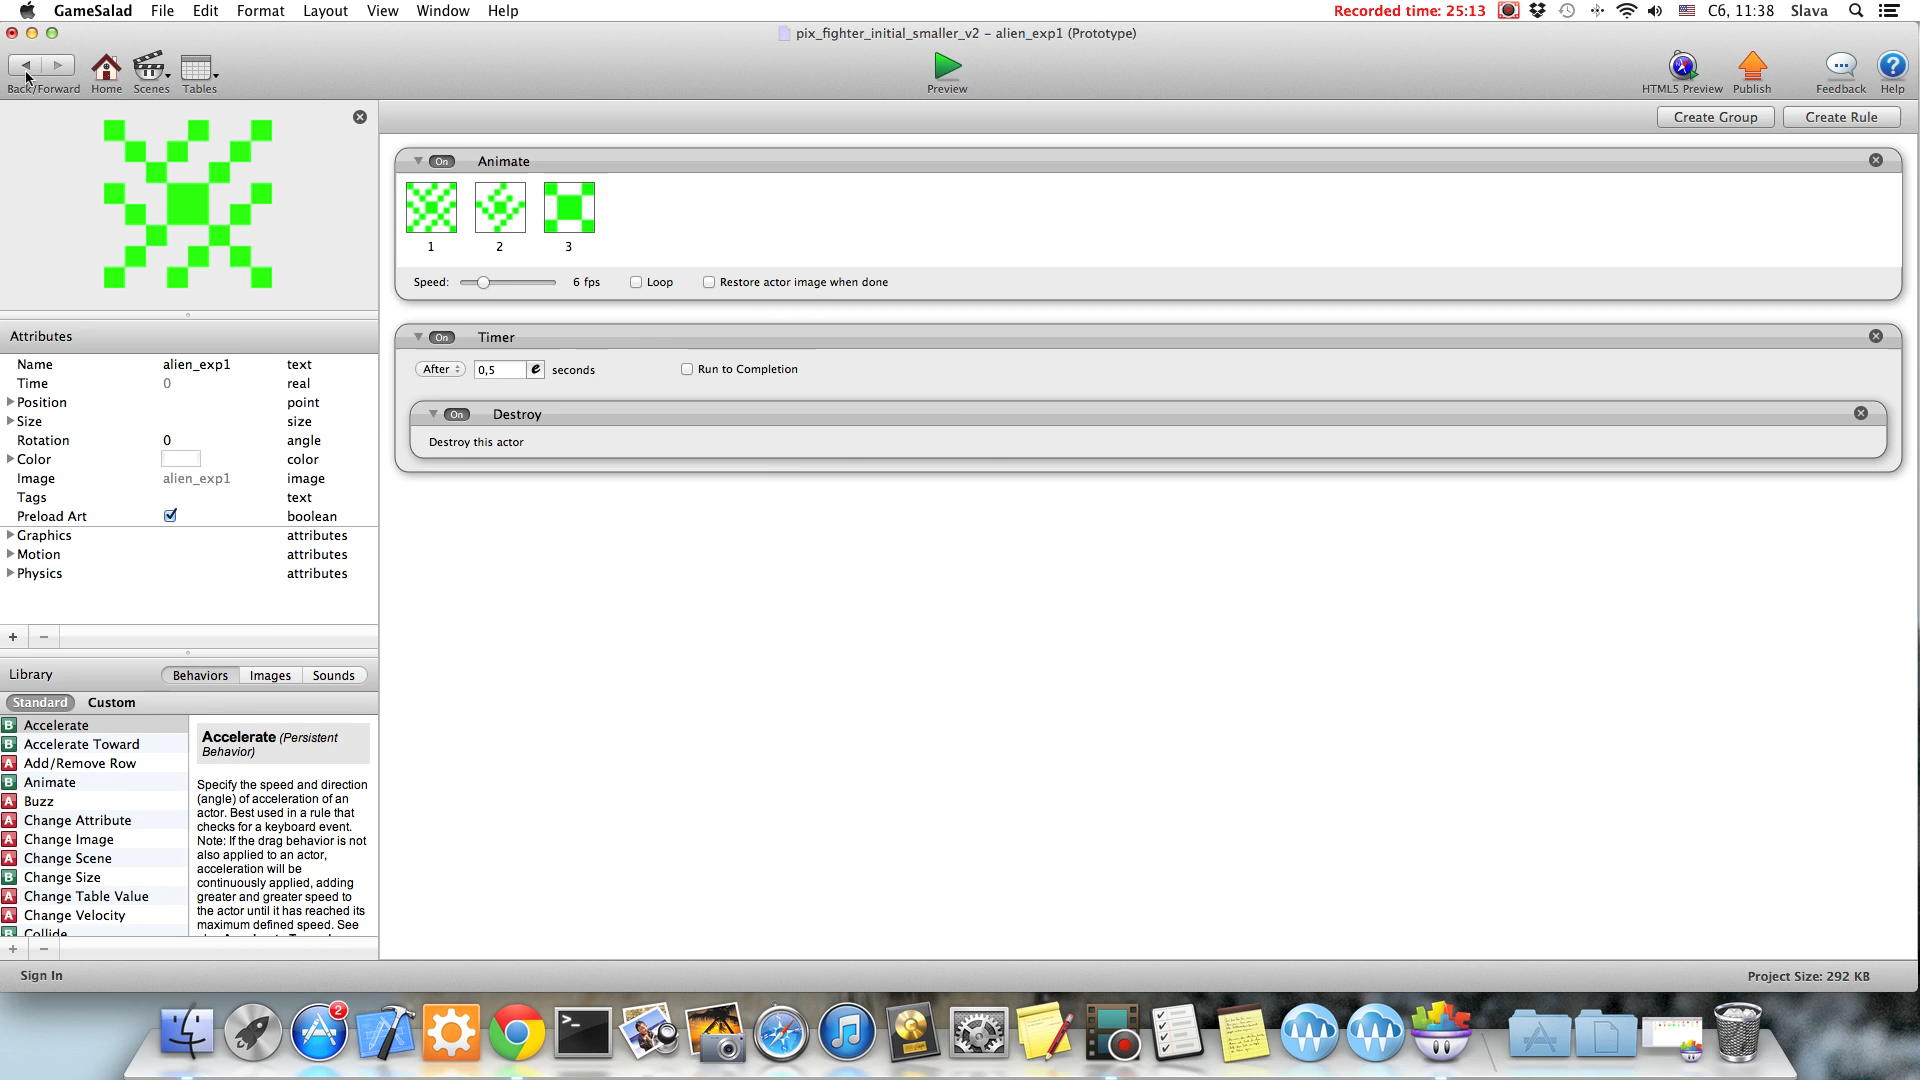 GameSalad File Edit Format Layout View Window Help Recorded time: 25:13 С6, 11:38 Slava
pix_fighter_initial_smaller_v2 – alien_exp1 (Prototype)
Back/Forward Home Scenes Tables Preview HTML5 Preview Publish Feedback Help
Create Group Create Rule
On Animate
1 2 3
Speed: 6 fps Loop Restore actor image when done
On Timer
After 0,5 e seconds Run to Completion
On Destroy
Destroy this actor
Attributes
Name alien_exp1 text
Time 0 real
Position point
Size size
Rotation 0 angle
Color color
Image alien_exp1 image
Tags text
Preload Art boolean
Graphics attributes
Motion attributes
Physics attributes
+ −
Library Behaviors Images Sounds
Standard Custom
B Accelerate
B Accelerate Toward
A Add/Remove Row
B Animate
A Buzz
A Change Attribute
A Change Image
A Change Scene
B Change Size
A Change Table Value
A Change Velocity
B Collide
Accelerate (Persistent
Behavior)
Specify the speed and direction
(angle) of acceleration of an
actor. Best used in a rule that
checks for a keyboard event.
Note: If the drag behavior is not
also applied to an actor,
acceleration will be
continuously applied, adding
greater and greater speed to
the actor until it has reached its
maximum defined speed. See
+ −
Sign In Project Size: 292 KB
2